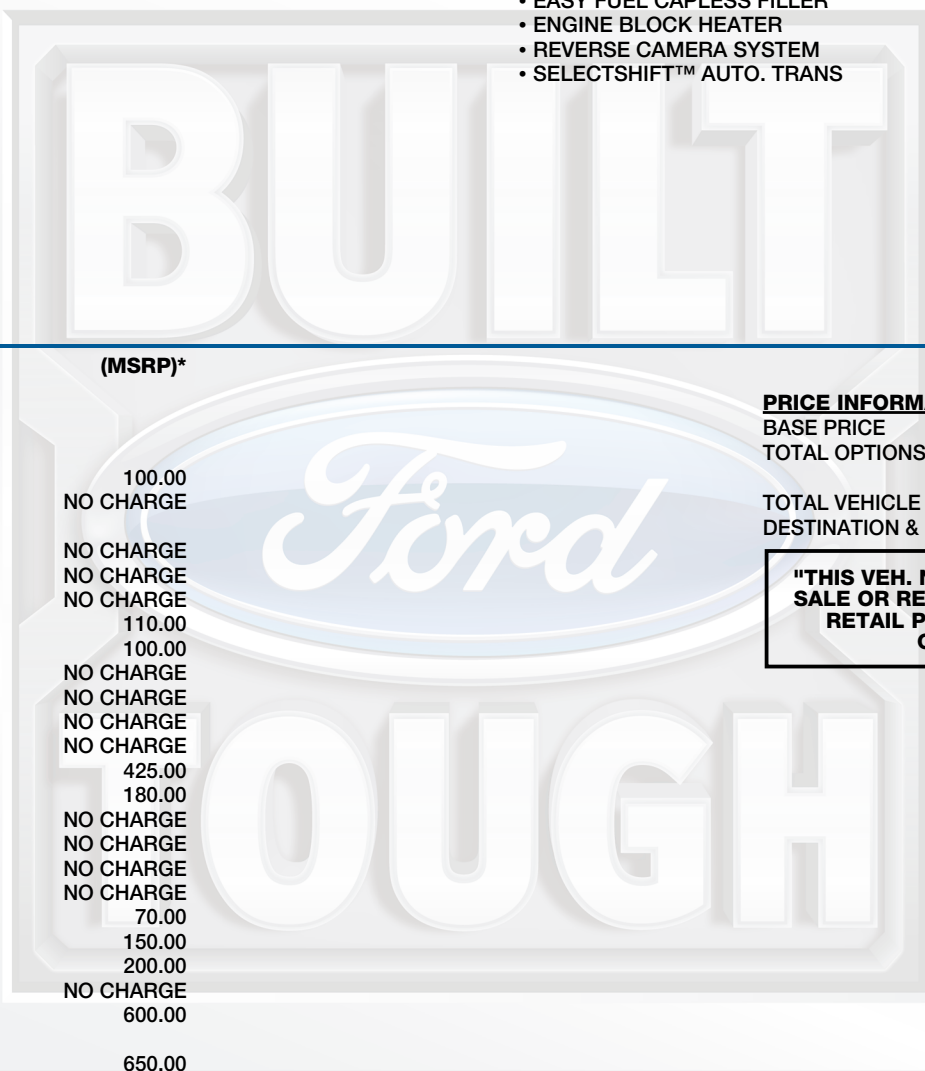 • EASY FUEL CAPLESS FILLER
• ENGINE BLOCK HEATER
• REVERSE CAMERA SYSTEM
• SELECTSHIFT™ AUTO. TRANS
BUILT
(MSRP)*
100.00
NO CHARGE
NO CHARGE
NO CHARGE
NO CHARGE
110.00
100.00
NO CHARGE
NO CHARGE
NO CHARGE
NO CHARGE
425.00
180.00
NO CHARGE
NO CHARGE
NO CHARGE
NO CHARGE
70.00
150.00
200.00
NO CHARGE
600.00
650.00
Ford
TOUGH
PRICE INFORMA
BASE PRICE
TOTAL OPTIONS
TOTAL VEHICLE
DESTINATION &
"THIS VEH. N
SALE OR RE
RETAIL P